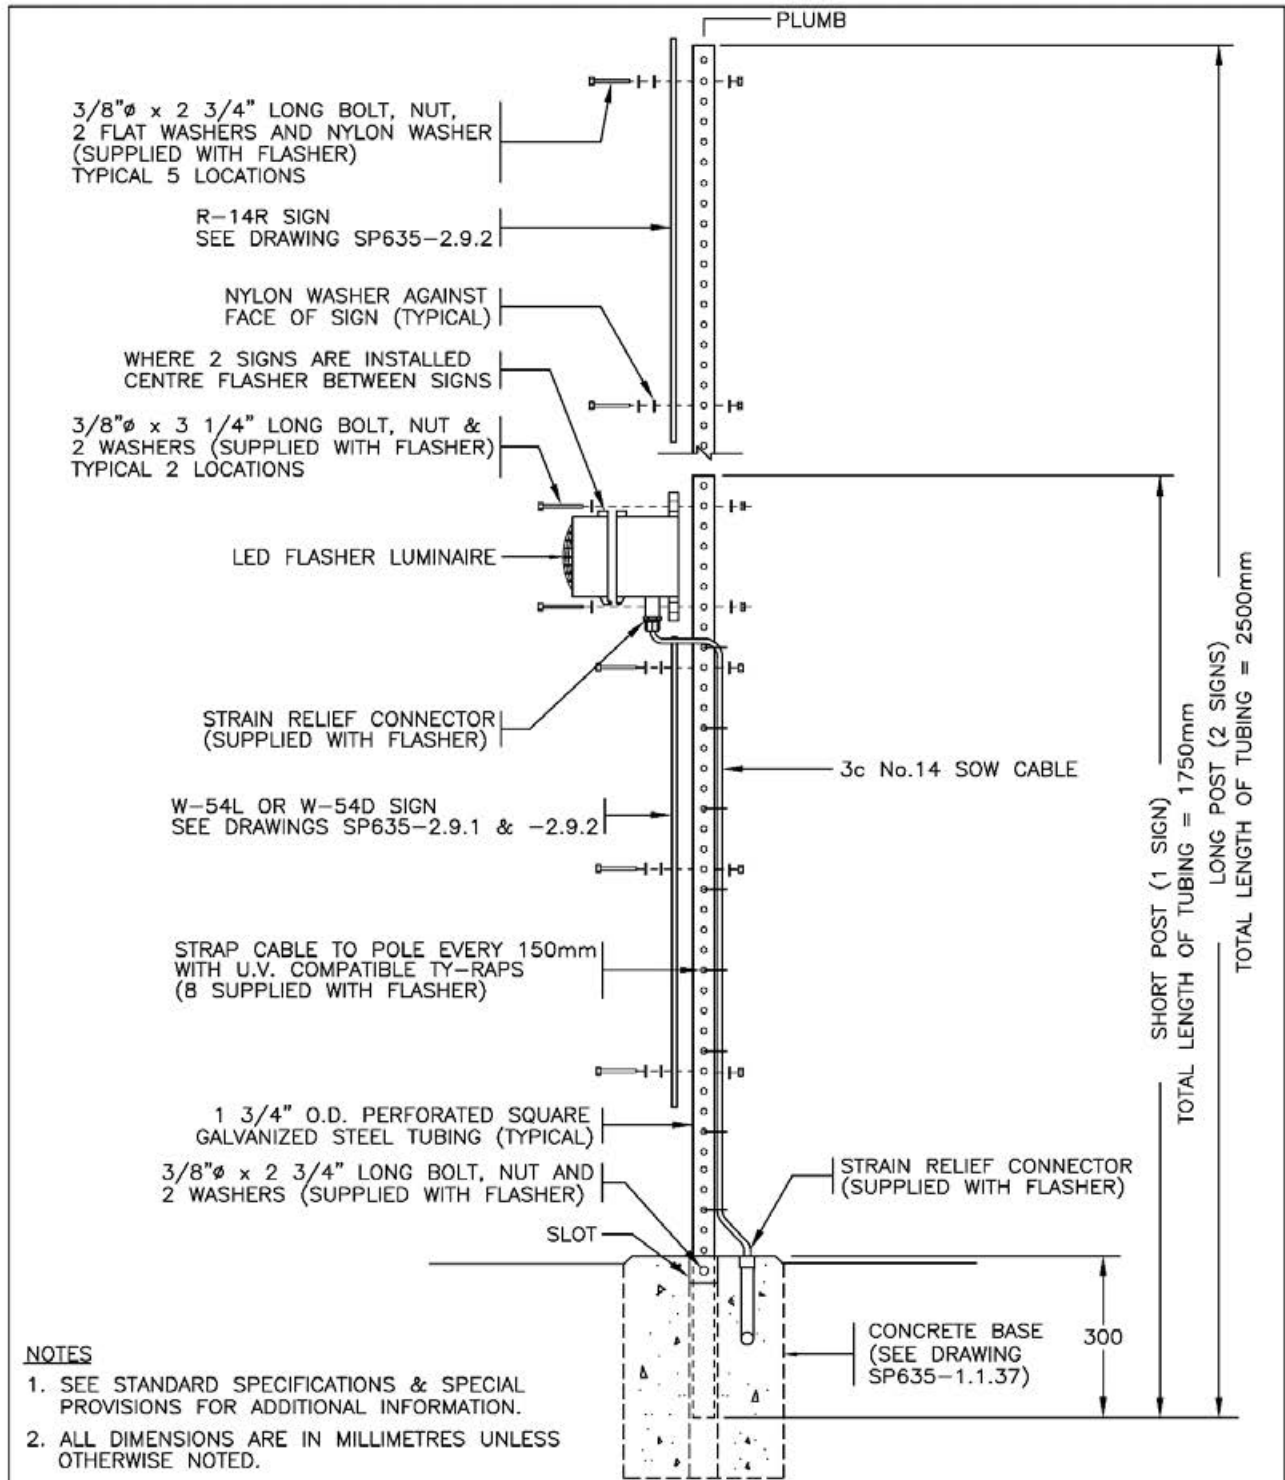 PLUMB
3/8"ø x 2 3/4" LONG BOLT, NUT,
2 FLAT WASHERS AND NYLON WASHER
(SUPPLIED WITH FLASHER)
TYPICAL 5 LOCATIONS
R-14R SIGN
SEE DRAWING SP635-2.9.2
NYLON WASHER AGAINST
FACE OF SIGN (TYPICAL)
WHERE 2 SIGNS ARE INSTALLED
CENTRE FLASHER BETWEEN SIGNS
3/8"ø x 3 1/4" LONG BOLT, NUT &
2 WASHERS (SUPPLIED WITH FLASHER)
TYPICAL 2 LOCATIONS
LED FLASHER LUMINAIRE
STRAIN RELIEF CONNECTOR
(SUPPLIED WITH FLASHER)
3c No.14 SOW CABLE
W-54L OR W-54D SIGN
SEE DRAWINGS SP635-2.9.1 & -2.9.2
STRAP CABLE TO POLE EVERY 150mm
WITH U.V. COMPATIBLE TY-RAPS
(8 SUPPLIED WITH FLASHER)
1 3/4" O.D. PERFORATED SQUARE
GALVANIZED STEEL TUBING (TYPICAL)
3/8"ø x 2 3/4" LONG BOLT, NUT AND
2 WASHERS (SUPPLIED WITH FLASHER)
SLOT
STRAIN RELIEF CONNECTOR
(SUPPLIED WITH FLASHER)
SHORT POST (1 SIGN)
TOTAL LENGTH OF TUBING = 1750mm
LONG POST (2 SIGNS)
TOTAL LENGTH OF TUBING = 2500mm
300
CONCRETE BASE
(SEE DRAWING
SP635-1.1.37)
NOTES
1. SEE STANDARD SPECIFICATIONS & SPECIAL
PROVISIONS FOR ADDITIONAL INFORMATION.
2. ALL DIMENSIONS ARE IN MILLIMETRES UNLESS
OTHERWISE NOTED.